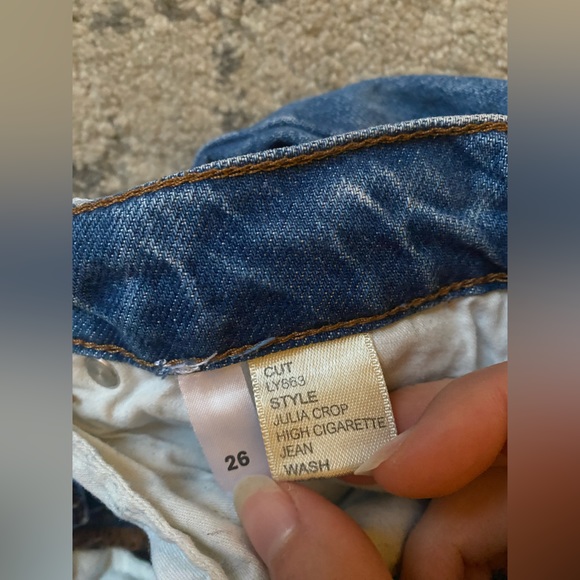 CUT
LY863
STYLE
JULIA CROP
HIGH CIGARETTE
JEAN
WASH
26